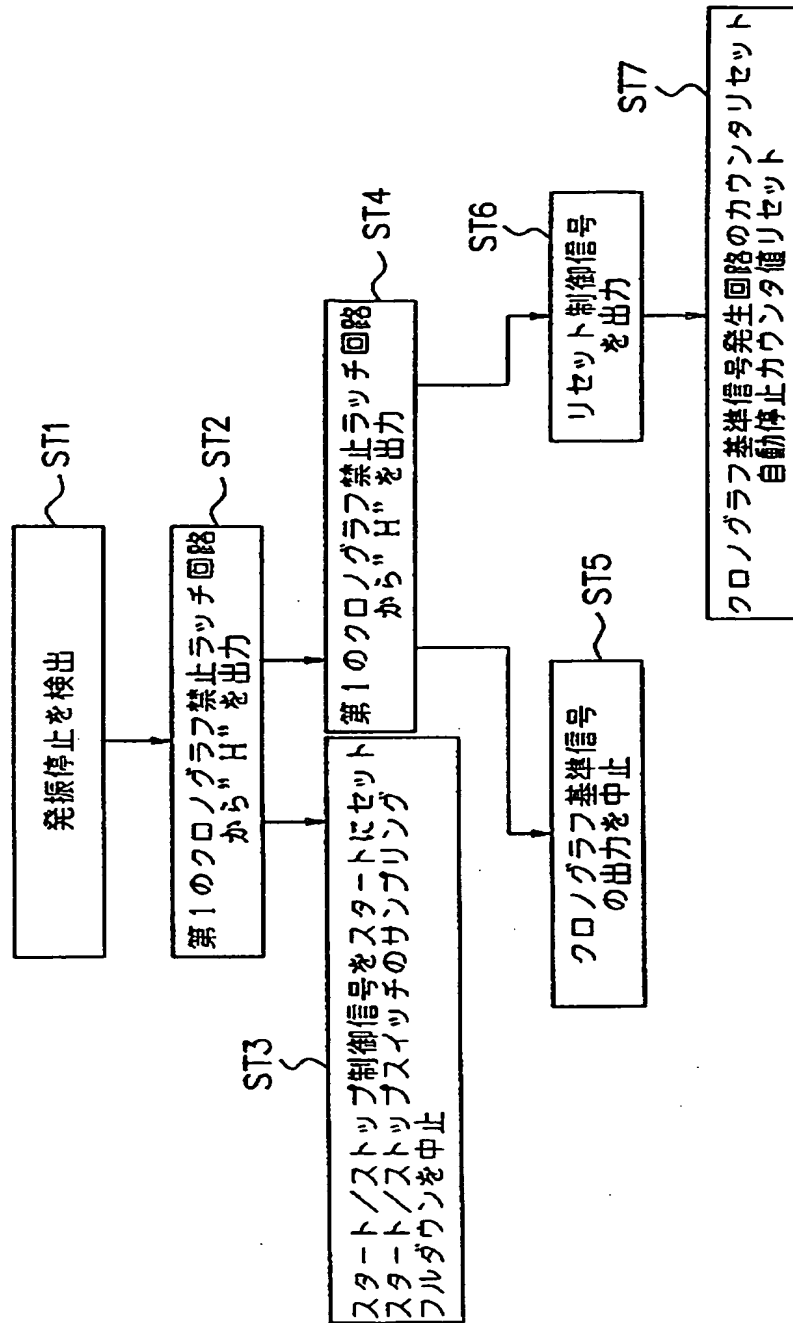 発振停止を検出
ST1
第1のクロノグラフ禁止ラッチ回路
から"H"を出力
ST2
スタート/ストップ制御信号をスタートにセット
スタート/ストップスイッチのサンプリング
フルダウンを中止
ST3
第1のクロノグラフ禁止ラッチ回路
から"H"を出力
ST4
クロノグラフ基準信号
の出力を中止
ST5
リセット制御信号
を出力
ST6
クロノグラフ基準信号発生回路のカウンタリセット
自動停止カウンタ値リセット
ST7